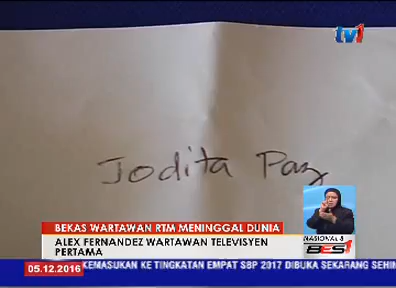 tv1
Jodita Paz
BEKAS WARTAWAN RTM MENINGGAL DUNIA
ALEX FERNANDEZ WARTAWAN TELEVISYEN
PERTAMA
NASIONAL 8
BES1
05.12.2016
KEMASUKAN KE TINGKATAN EMPAT SBP 2017 DIBUKA SEKARANG SEHIN